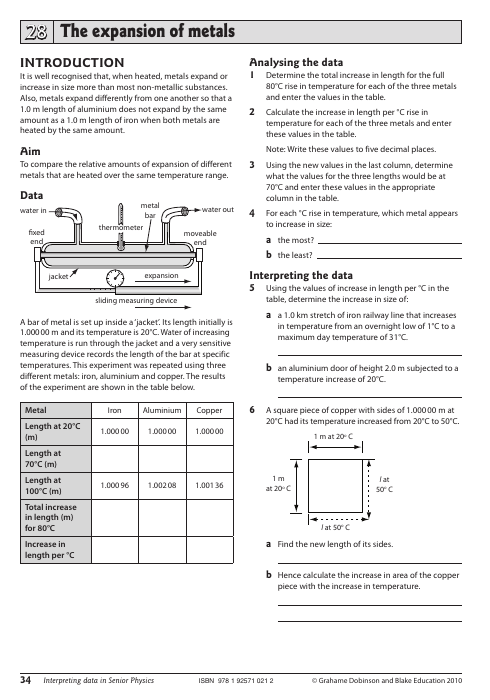 28 The expansion of metals
INTRODUCTION
It is well recognised that, when heated, metals expand or
increase in size more than most non-metallic substances.
Also, metals expand differently from one another so that a
1.0 m length of aluminium does not expand by the same
amount as a 1.0 m length of iron when both metals are
heated by the same amount.
Aim
To compare the relative amounts of expansion of different
metals that are heated over the same temperature range.
Data
water in
metal
bar
water out
thermometer
fixed
end
moveable
end
jacket
expansion
sliding measuring device
A bar of metal is set up inside a 'jacket'. Its length initially is
1.000 00 m and its temperature is 20°C. Water of increasing
temperature is run through the jacket and a very sensitive
measuring device records the length of the bar at specific
temperatures. This experiment was repeated using three
different metals: iron, aluminium and copper. The results
of the experiment are shown in the table below.
Metal Iron Aluminium Copper
Length at 20°C
(m) 1.000 00 1.000 00 1.000 00
Length at
70°C (m)
Length at
100°C (m) 1.000 96 1.002 08 1.001 36
Total increase
in length (m)
for 80°C
Increase in
length per °C
Analysing the data
1 Determine the total increase in length for the full
80°C rise in temperature for each of the three metals
and enter the values in the table.
2 Calculate the increase in length per °C rise in
temperature for each of the three metals and enter
these values in the table.
Note: Write these values to five decimal places.
3 Using the new values in the last column, determine
what the values for the three lengths would be at
70°C and enter these values in the appropriate
column in the table.
4 For each °C rise in temperature, which metal appears
to increase in size:
a the most?
b the least?
Interpreting the data
5 Using the values of increase in length per °C in the
table, determine the increase in size of:
a a 1.0 km stretch of iron railway line that increases
in temperature from an overnight low of 1°C to a
maximum day temperature of 31°C.
b an aluminium door of height 2.0 m subjected to a
temperature increase of 20°C.
6 A square piece of copper with sides of 1.000 00 m at
20°C had its temperature increased from 20°C to 50°C.
1 m at 20° C
1 m
at 20° C
l at
50° C
l at 50° C
a Find the new length of its sides.
b Hence calculate the increase in area of the copper
piece with the increase in temperature.
34 Interpreting data in Senior Physics ISBN 978 1 92571 021 2 © Grahame Dobinson and Blake Education 2010